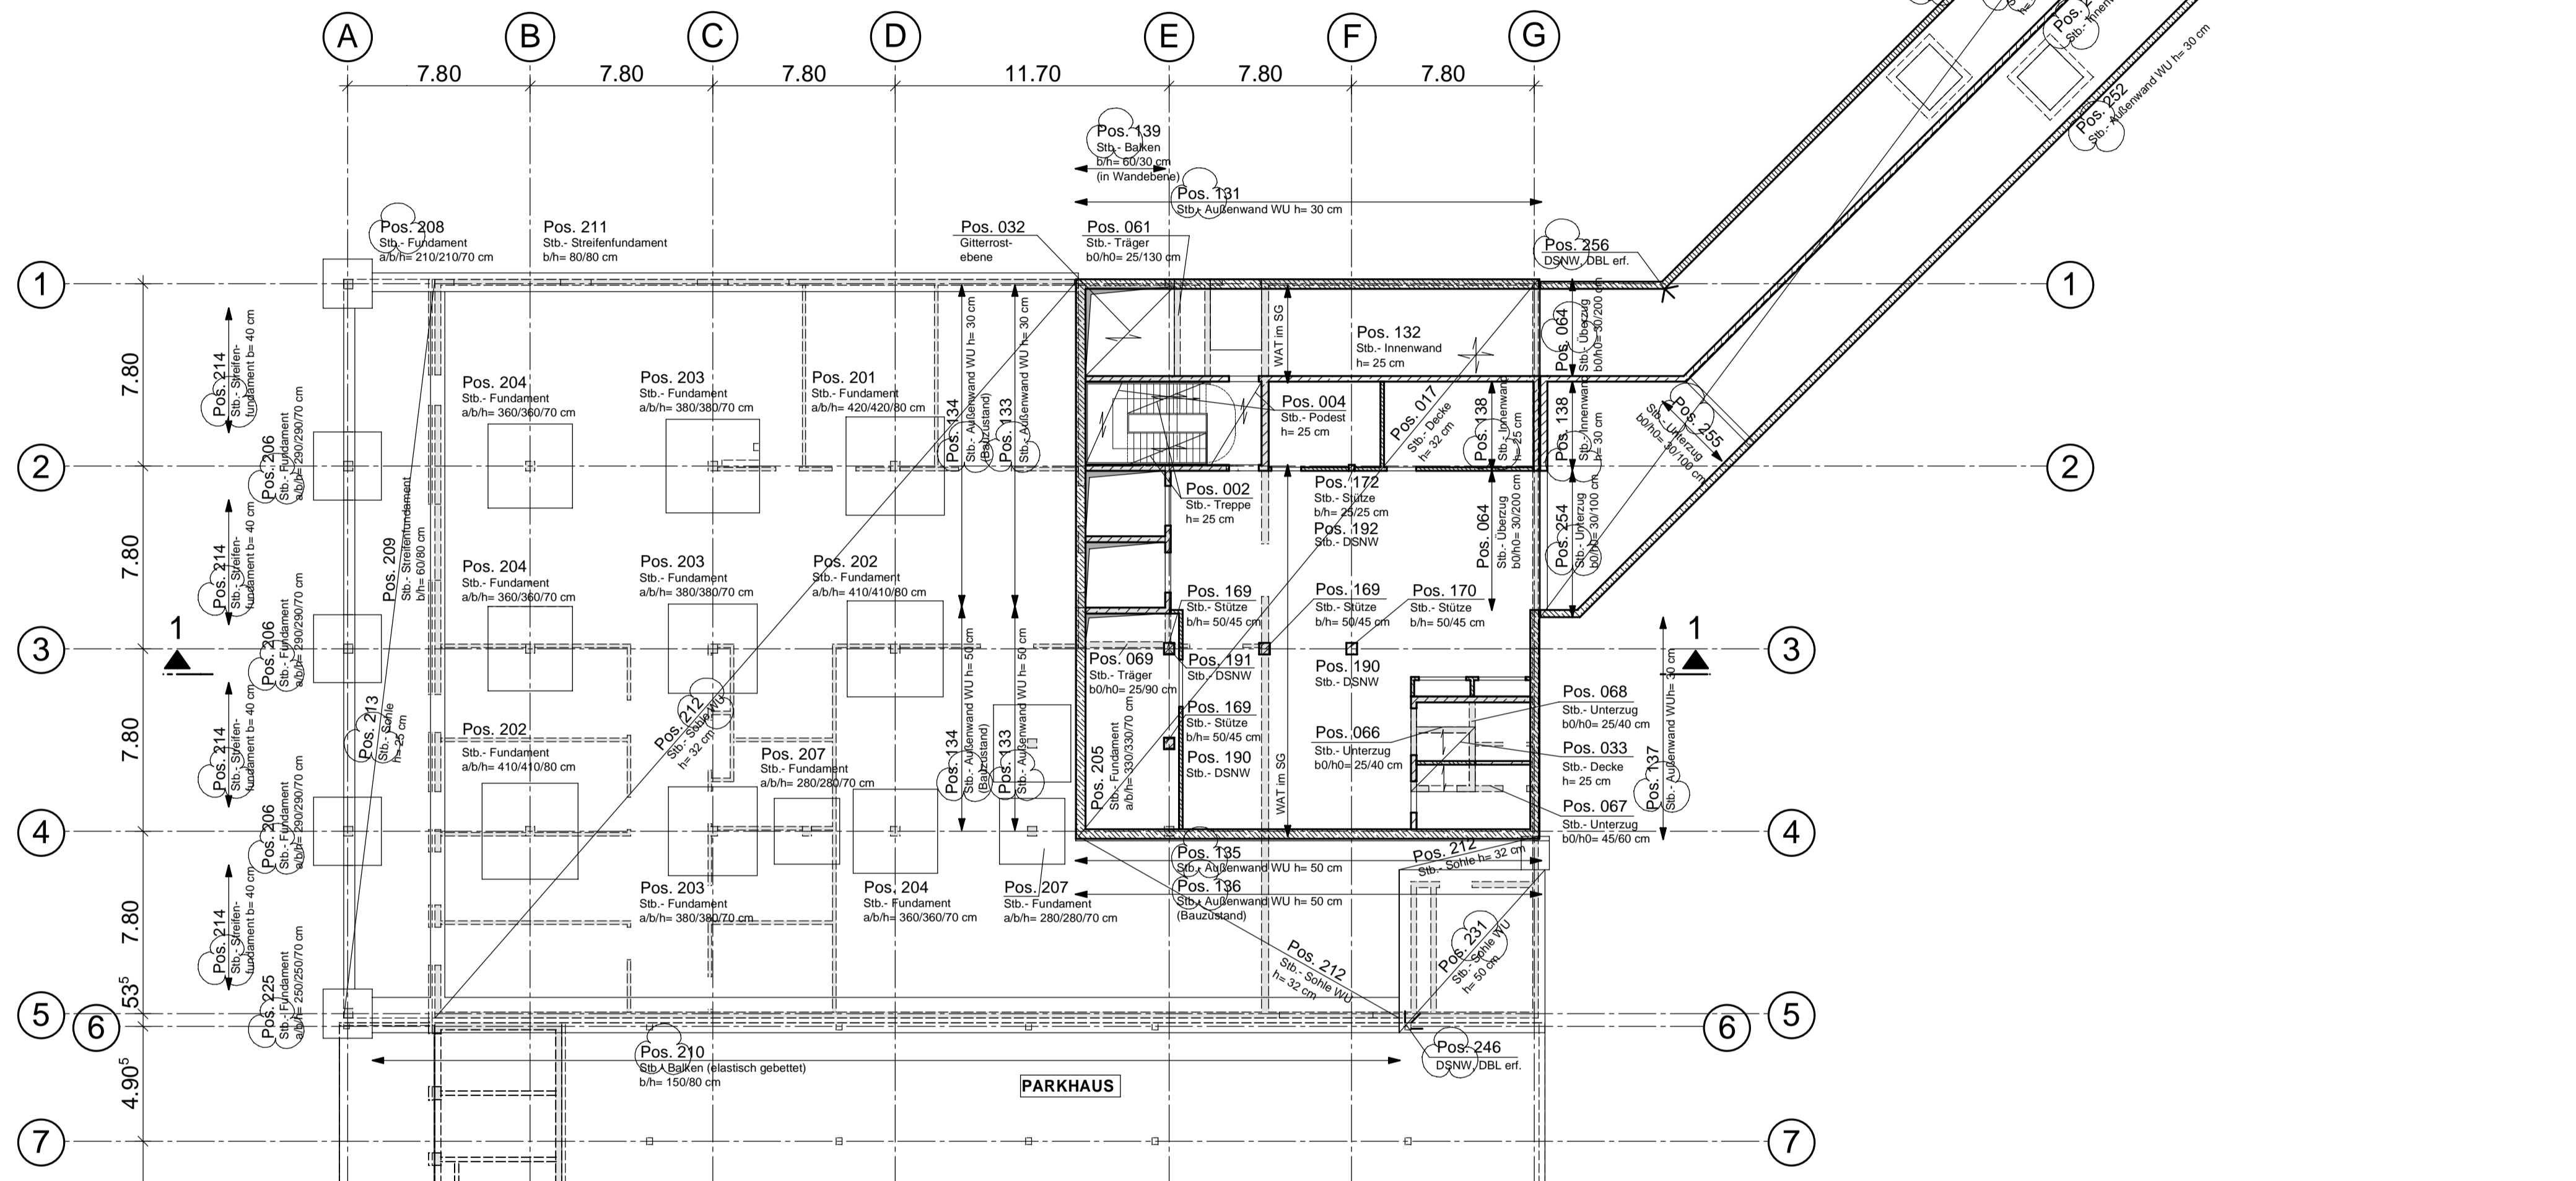 A
B
C
D
E
F
G
7.80
7.80
7.80
11.70
7.80
7.80
Pos. 252
Stb.- Außenwand WU h= 30 cm
Pos. 139
Stb.- Balken
b/h= 60/30 cm
(in Wandebene)
Pos. 131
Stb.- Außenwand WU h= 30 cm
Pos. 208
Stb.- Fundament
a/b/h= 210/210/70 cm
Pos. 211
Stb.- Streifenfundament
b/h= 80/80 cm
Pos. 032
Gitterrost-
ebene
Pos. 061
Stb.- Träger
b0/h0= 25/130 cm
Pos. 256
DSNW, DBL erf.
1
1
7.80
Pos. 214
Stb.- Streifen-
fundament b= 40 cm
Pos. 204
Stb.- Fundament
a/b/h= 360/360/70 cm
Pos. 203
Stb.- Fundament
a/b/h= 380/380/70 cm
Pos. 201
Stb.- Fundament
a/b/h= 420/420/80 cm
Pos. 134
Stb.- Außenwand WU h= 30 cm
(Bauzustand)
Pos. 133
Stb.- Außenwand WU h= 30 cm
WAT im SG
Pos. 132
Stb.- Innenwand
h= 25 cm
Pos. 064
Stb.- Überzug
b0/h0= 30/200 cm
Pos. 004
Stb.- Podest
h= 25 cm
Pos. 017
Stb.- Decke
h= 32 cm
Pos. 138
Stb.- Innenwand
h= 25 cm
Pos. 138
Stb.- Innenwand
h= 30 cm
Pos. 255
Stb.- Unterzug
b0/h0= 30/100 cm
Pos. 206
Stb.- Fundament
a/b/h= 290/290/70 cm
2
2
Pos. 002
Stb.- Treppe
h= 25 cm
Pos. 172
Stb.- Stütze
b/h= 25/25 cm
Pos. 192
Stb.- DSNW
Pos. 064
Stb.- Überzug
b0/h0= 30/200 cm
Pos. 254
Stb.- Unterzug
b0/h0= 30/100 cm
7.80
Pos. 214
Stb.- Streifen-
fundament b= 40 cm
Pos. 209
Stb.- Streifenfundament
b/h= 60/80 cm
Pos. 204
Stb.- Fundament
a/b/h= 360/360/70 cm
Pos. 203
Stb.- Fundament
a/b/h= 380/380/70 cm
Pos. 202
Stb.- Fundament
a/b/h= 410/410/80 cm
Pos. 169
Stb.- Stütze
b/h= 50/45 cm
Pos. 169
Stb.- Stütze
b/h= 50/45 cm
Pos. 170
Stb.- Stütze
b/h= 50/45 cm
Pos. 206
Stb.- Fundament
a/b/h= 290/290/70 cm
1
1
3
3
Pos. 069
Stb.- Träger
b0/h0= 25/90 cm
Pos. 191
Stb.- DSNW
Pos. 190
Stb.- DSNW
7.80
Pos. 214
Stb.- Streifen-
fundament b= 40 cm
Pos. 213
Stb.- Sohle
h= 25 cm
Pos. 202
Stb.- Fundament
a/b/h= 410/410/80 cm
Pos. 212
Stb.- Sohle WU
h= 32 cm
Pos. 207
Stb.- Fundament
a/b/h= 280/280/70 cm
Pos. 134
Stb.- Außenwand WU h= 50 cm
(Bauzustand)
Pos. 133
Stb.- Außenwand WU h= 50 cm
Pos. 205
Stb.- Fundament
a/b/h= 330/330/70 cm
Pos. 169
Stb.- Stütze
b/h= 50/45 cm
Pos. 190
Stb.- DSNW
WAT im SG
Pos. 066
Stb.- Unterzug
b0/h0= 25/40 cm
Pos. 068
Stb.- Unterzug
b0/h0= 25/40 cm
Pos. 033
Stb.- Decke
h= 25 cm
Pos. 067
Stb.- Unterzug
b0/h0= 45/60 cm
Pos. 137
Stb.- Außenwand WUh= 30 cm
Pos. 206
Stb.- Fundament
a/b/h= 290/290/70 cm
4
4
Pos. 135
Stb.- Außenwand WU h= 50 cm
Pos. 136
Stb.- Außenwand WU h= 50 cm
(Bauzustand)
Pos. 212
Stb.- Sohle h= 32 cm
7.80
Pos. 214
Stb.- Streifen-
fundament b= 40 cm
Pos. 203
Stb.- Fundament
a/b/h= 380/380/70 cm
Pos. 204
Stb.- Fundament
a/b/h= 360/360/70 cm
Pos. 207
Stb.- Fundament
a/b/h= 280/280/70 cm
Pos. 212
Stb.- Sohle WU
h= 32 cm
Pos. 231
Stb.- Sohle WU
h= 50 cm
Pos. 225
Stb.- Fundament
a/b/h= 250/250/70 cm
53⁵
5
5
6
6
Pos. 210
Stb.- Balken (elastisch gebettet)
b/h= 150/80 cm
Pos. 246
DSNW, DBL erf.
4.90⁵
PARKHAUS
7
7